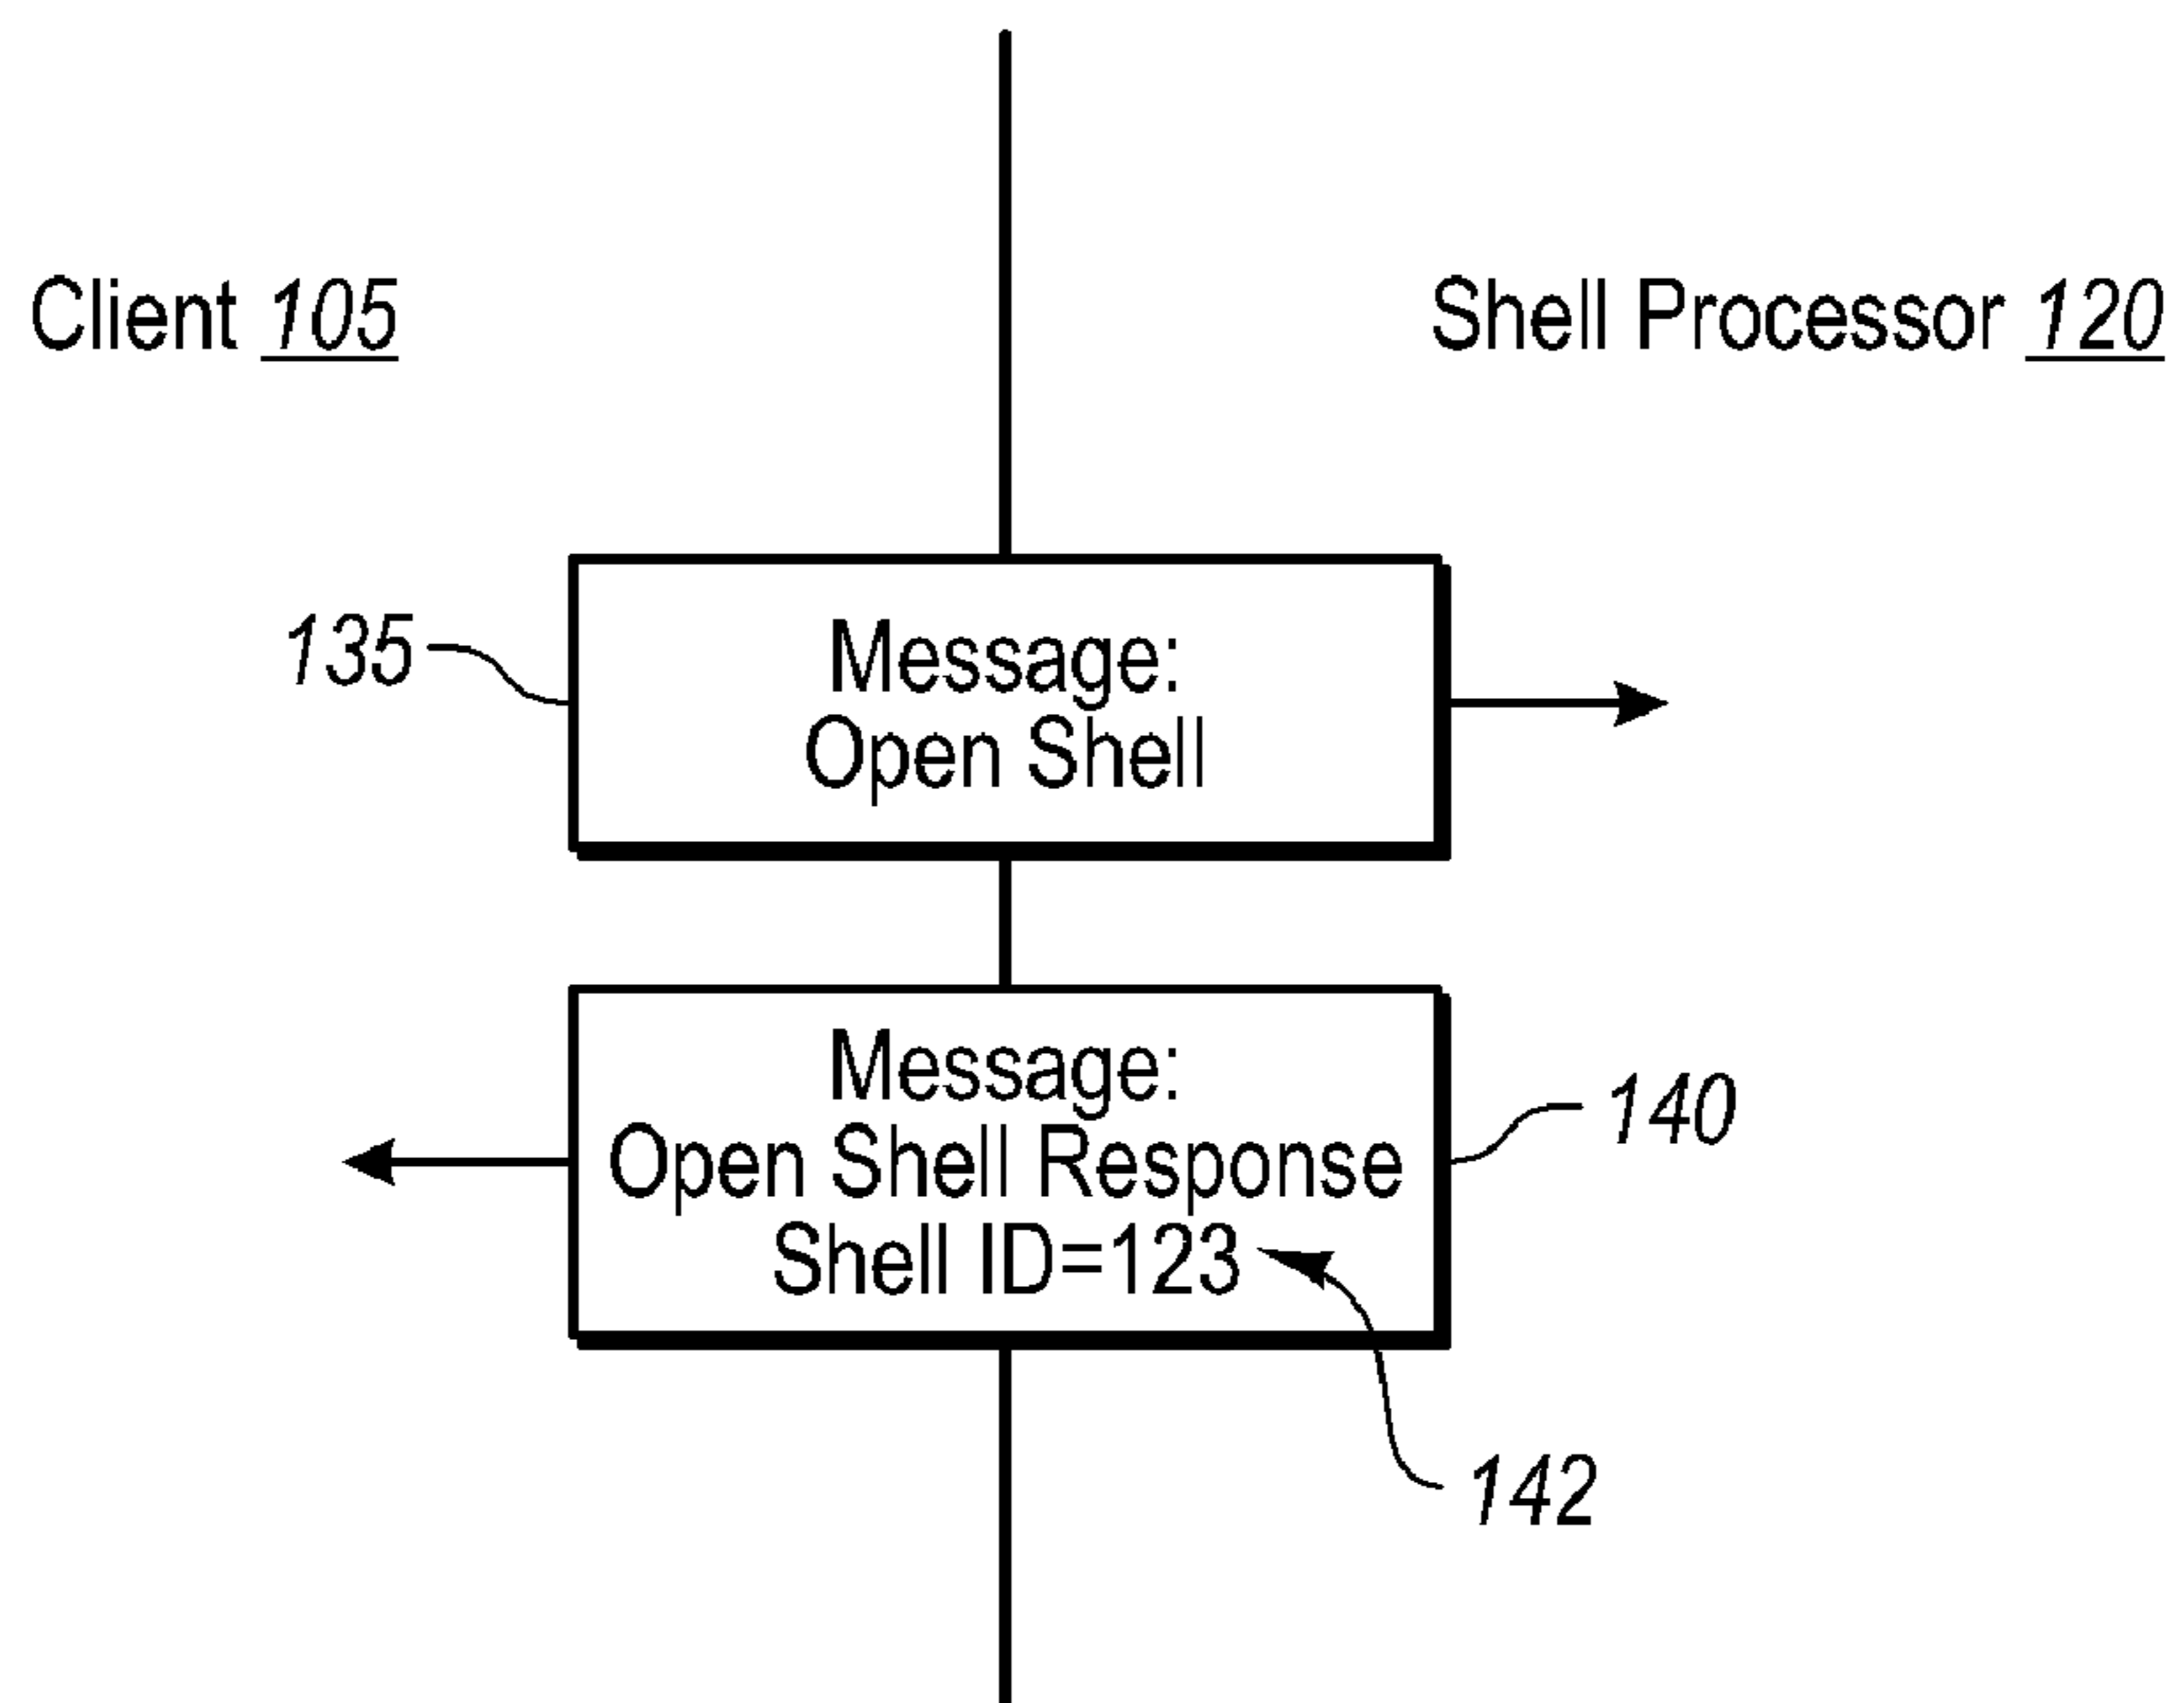 Client 105
Shell Processor 120
135
Message:
Open Shell
Message:
Open Shell Response
Shell ID=123
140
142